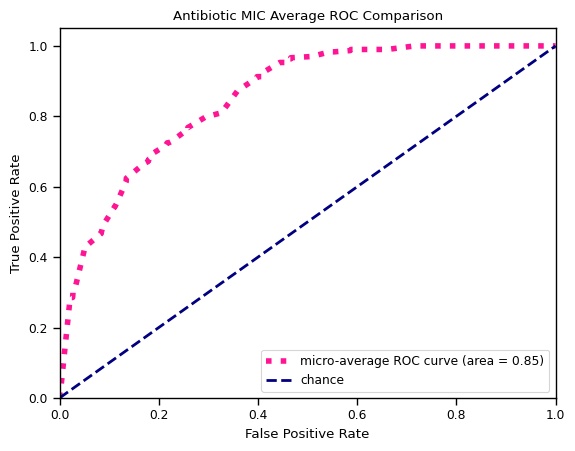 Antibiotic MIC Average ROC Comparison
True Positive Rate
1.0
0.8
0.6
0.4
0.2
0.0
micro-average ROC curve (area = 0.85)
chance
0.0 0.2 0.4 0.6 0.8 1.0
False Positive Rate